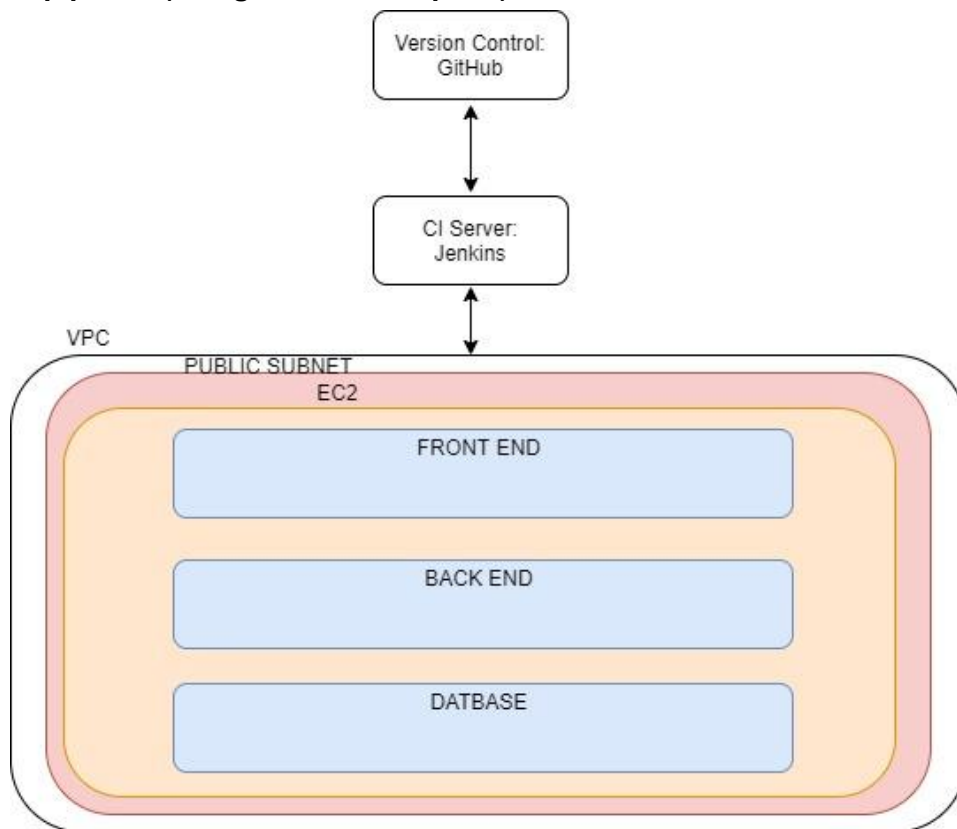 Version Control:
GitHub
CI Server:
Jenkins
VPC
PUBLIC SUBNET
EC2
FRONT END
BACK END
DATBASE